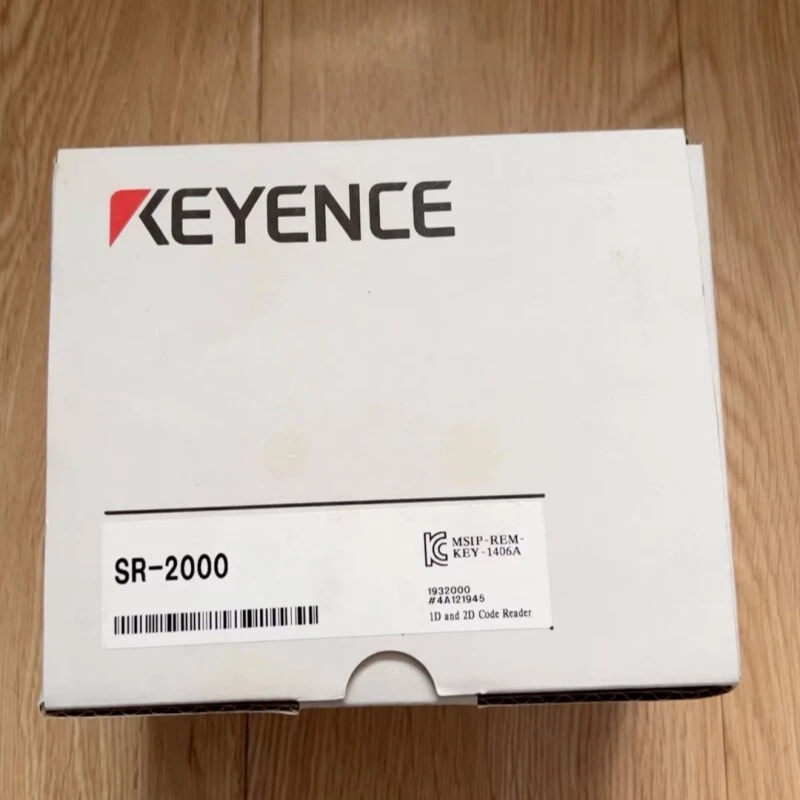 KEYENCE
SR-2000
MSIP-REM-
KEY-1406A
1932000
#4A121945
1D and 2D Code Reader